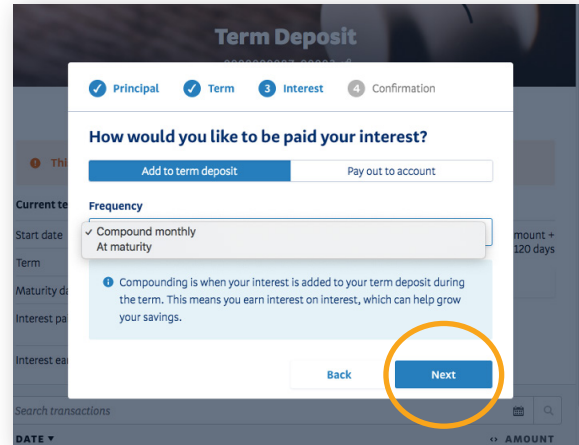 Term Deposit
Principal
Term
3 Interest
4 Confirmation
How would you like to be paid your interest?
Add to term deposit
Pay out to account
Frequency
✓ Compound monthly
At maturity
Compounding is when your interest is added to your term deposit during
the term. This means you earn interest on interest, which can help grow
your savings.
Back
Next
Thi
Current te
Start date
mount +
120 days
Term
Maturity da
Interest pa
Interest ear
Search transactions
DATE
AMOUNT